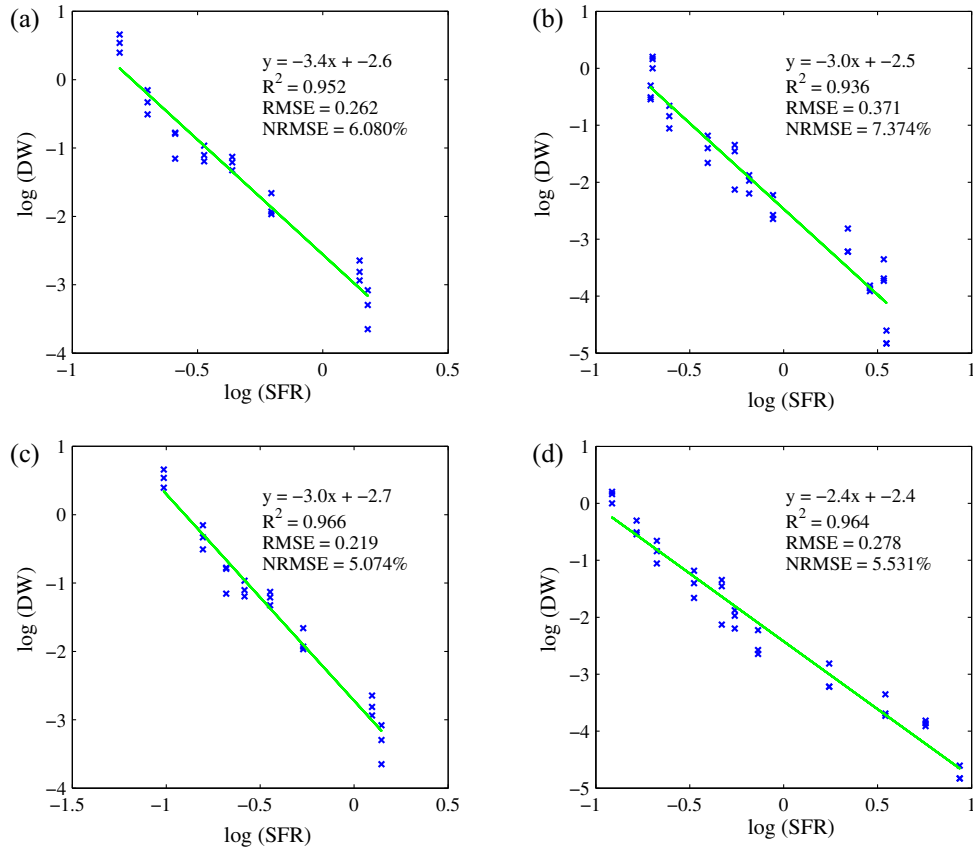 (a)
1
0
−1
−2
−3
−4
log (DW)
y = −3.4x + −2.6
R² = 0.952
RMSE = 0.262
NRMSE = 6.080%
−1
−0.5
0
0.5
log (SFR)
(b)
1
0
−1
−2
−3
−4
−5
log (DW)
y = −3.0x + −2.5
R² = 0.936
RMSE = 0.371
NRMSE = 7.374%
−1
−0.5
0
0.5
1
log (SFR)
(c)
1
0
−1
−2
−3
−4
log (DW)
y = −3.0x + −2.7
R² = 0.966
RMSE = 0.219
NRMSE = 5.074%
−1.5
−1
−0.5
0
0.5
log (SFR)
(d)
1
0
−1
−2
−3
−4
−5
log (DW)
y = −2.4x + −2.4
R² = 0.964
RMSE = 0.278
NRMSE = 5.531%
−1
−0.5
0
0.5
1
log (SFR)